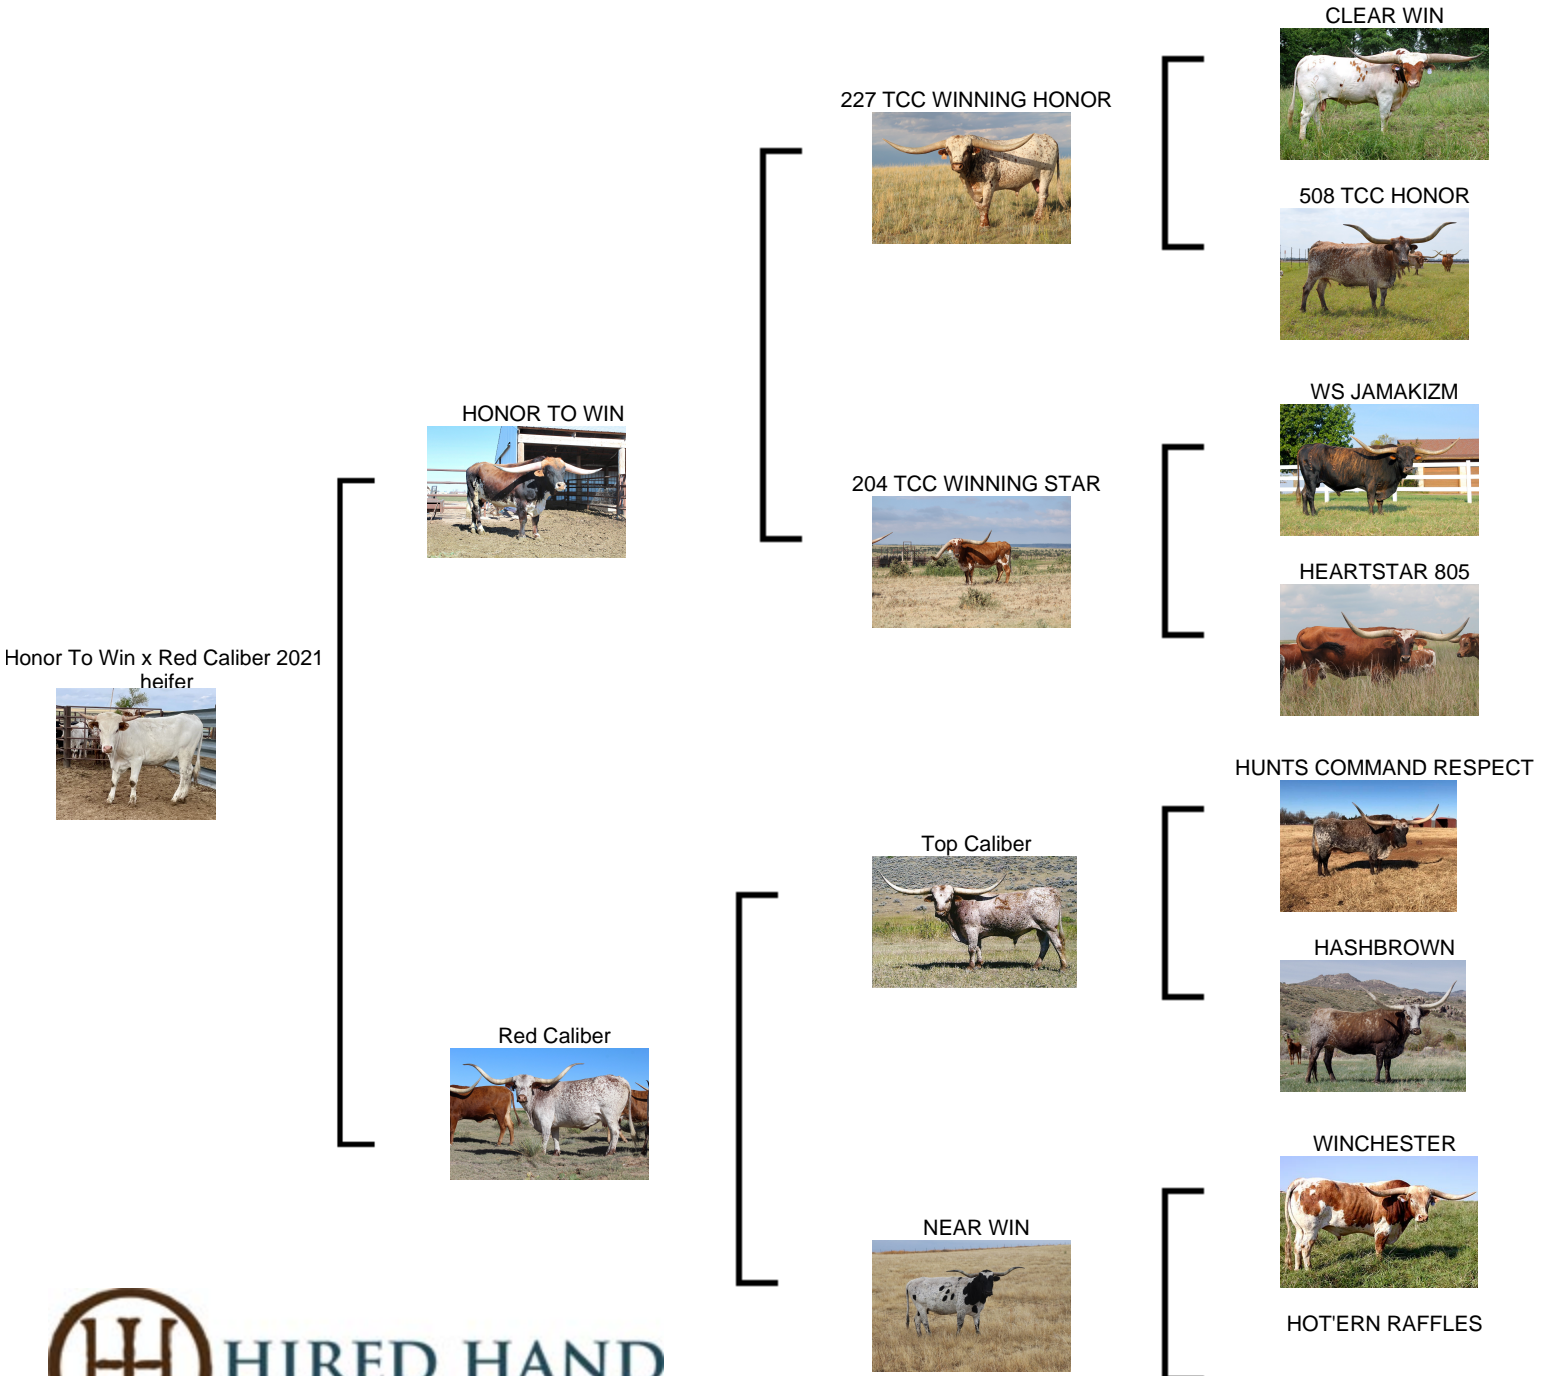 CLEAR WIN
227 TCC WINNING HONOR
508 TCC HONOR
WS JAMAKIZM
HONOR TO WIN
204 TCC WINNING STAR
HEARTSTAR 805
Honor To Win x Red Caliber 2021
heifer
HUNTS COMMAND RESPECT
Top Caliber
HASHBROWN
Red Caliber
WINCHESTER
NEAR WIN
HOT'ERN RAFFLES
HIRED HAND